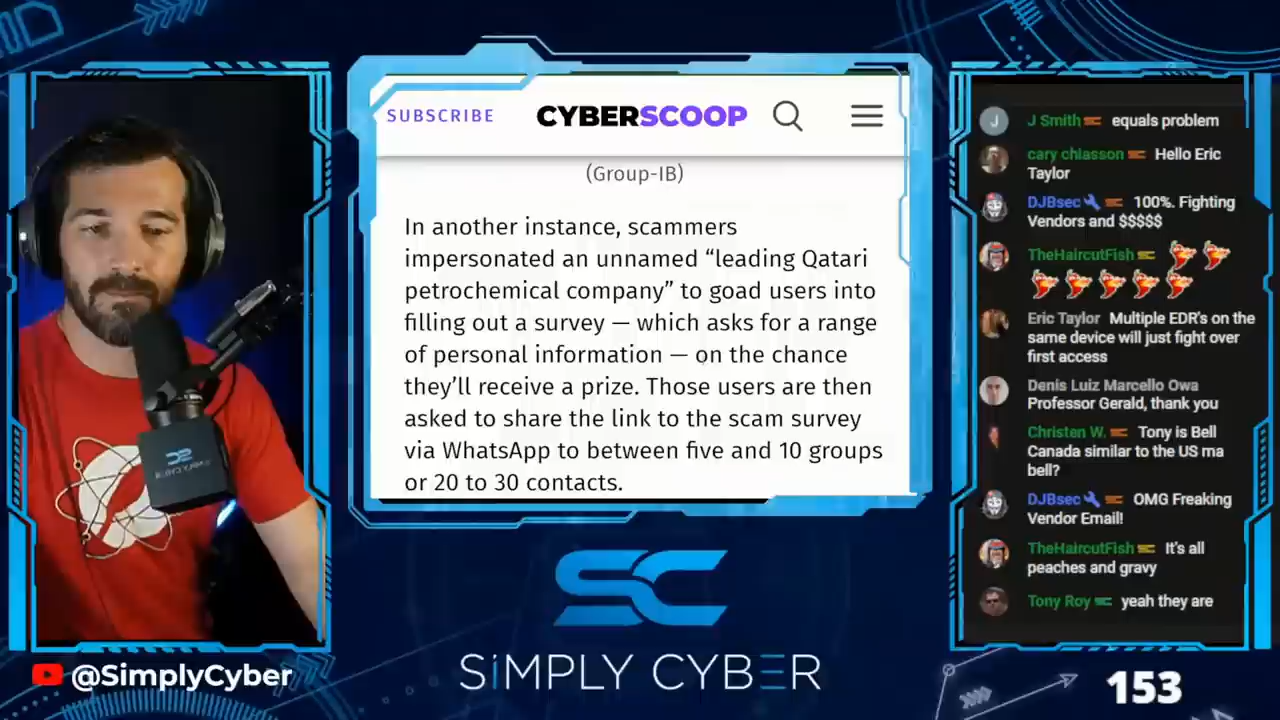 SUBSCRIBE
CYBERSCOOP
(Group-IB)
In another instance, scammers
impersonated an unnamed “leading Qatari
petrochemical company” to goad users into
filling out a survey — which asks for a range
of personal information — on the chance
they’ll receive a prize. Those users are then
asked to share the link to the scam survey
via WhatsApp to between five and 10 groups
or 20 to 30 contacts.
SC
SiMPLY CYBER
@SimplyCyber
J
J Smith equals problem
cary chiasson Hello Eric
Taylor
DJBsec 100%. Fighting
Vendors and $$$$$
TheHaircutFish
Eric Taylor Multiple EDR's on the
same device will just fight over
first access
Denis Luiz Marcello Owa
Professor Gerald, thank you
Christen W. Tony is Bell
Canada similar to the US ma
bell?
DJBsec OMG Freaking
Vendor Email!
TheHaircutFish It's all
peaches and gravy
Tony Roy yeah they are
153